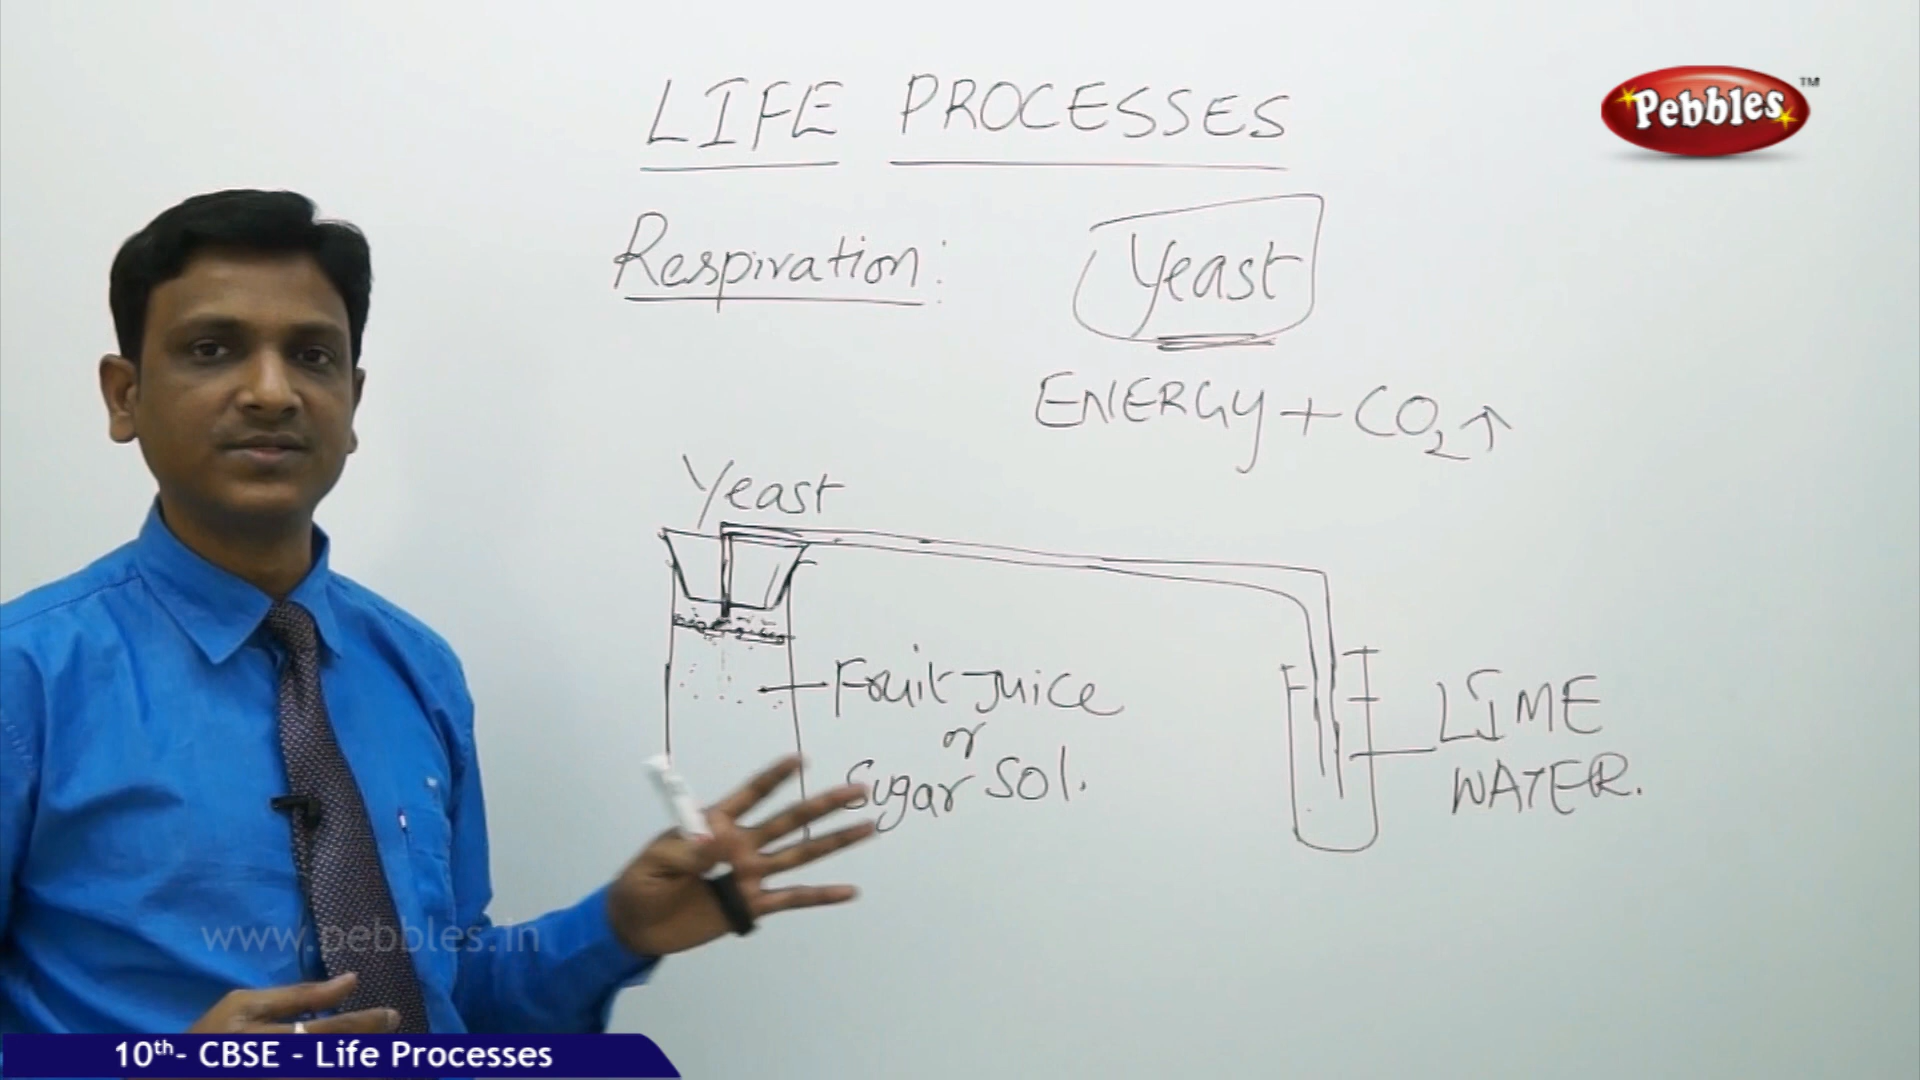 LIFE PROCESSES
Pebbles™
Respiration:
Yeast
ENERGY + CO₂↑
Yeast
Fruit Juice
or
Sugar Sol.
LIME
WATER.
www.pebbles.in
10th- CBSE - Life Processes